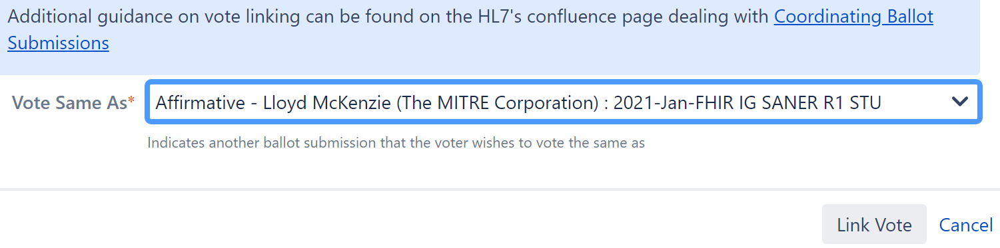 Additional guidance on vote linking can be found on the HL7's confluence page dealing with Coordinating Ballot
Submissions
Vote Same As* Affirmative - Lloyd McKenzie (The MITRE Corporation) : 2021-Jan-FHIR IG SANER R1 STU
Indicates another ballot submission that the voter wishes to vote the same as
Link Vote Cancel